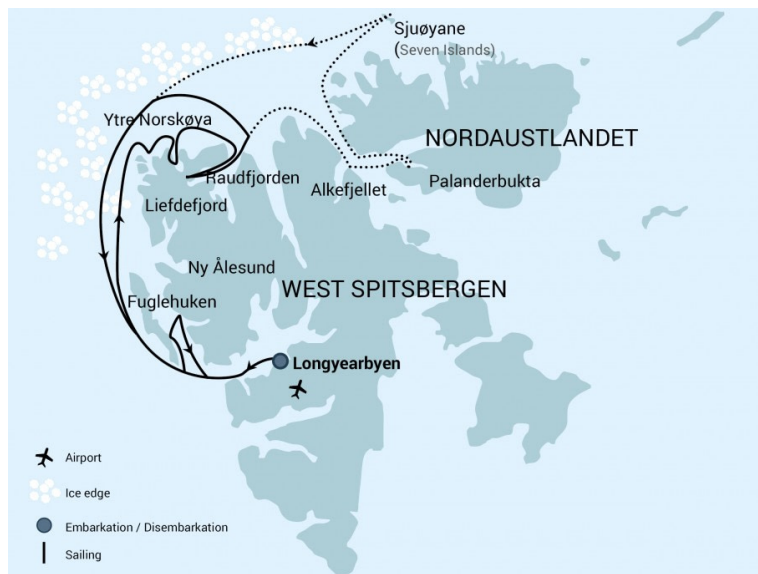 Sjuøyane
(Seven Islands)
Ytre Norskøya
NORDAUSTLANDET
Raudfjorden
Alkefjellet
Palanderbukta
Liefdefjord
Ny Ålesund
WEST SPITSBERGEN
Fuglehuken
Longyearbyen
Airport
Ice edge
Embarkation / Disembarkation
Sailing